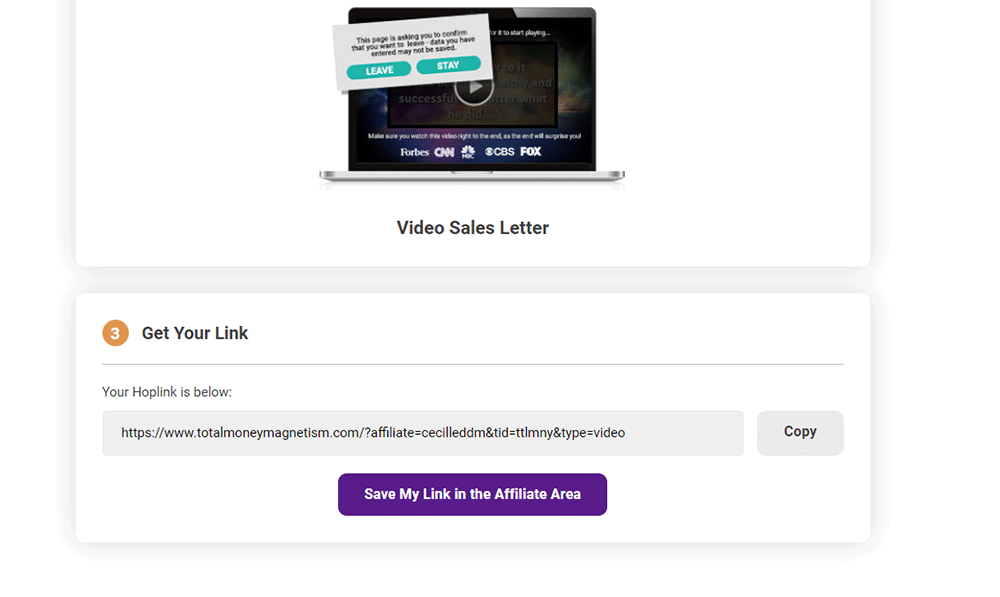 This page is asking you to confirm
that you want to leave - data you have
entered may not be saved.
LEAVE STAY
for it to start playing...
to it
and
successful what
he did...
Make sure you watch this video right to the end, as the end will surprise you!
Forbes CNN NBC CBS FOX
Video Sales Letter
3 Get Your Link
Your Hoplink is below:
https://www.totalmoneymagnetism.com/?affiliate=cecilleddm&tid=ttlmny&type=video
Copy
Save My Link in the Affiliate Area